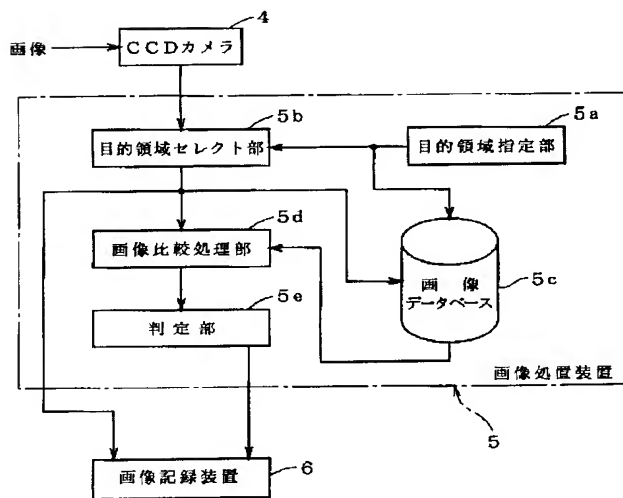 4
画像
CCDカメラ
5b
5a
目的領域セレクト部
目的領域指定部
5d
画像比較処理部
5c
画像
データベース
5e
判定部
画像処置装置
5
画像記録装置
6